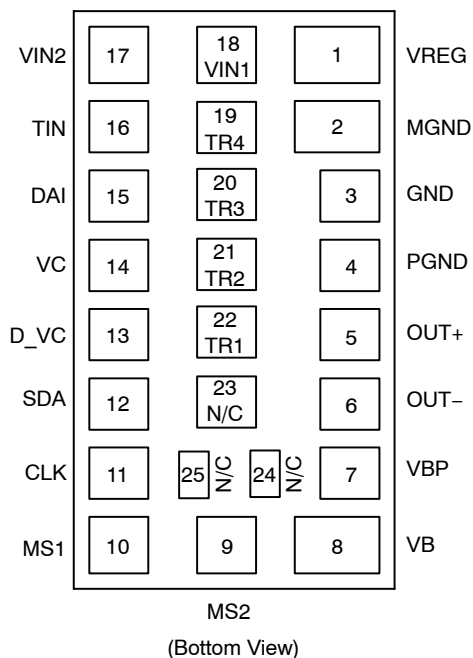 VIN2 17 18 1 VREG
VIN1
TIN 16 19 2 MGND
TR4
DAI 15 20 3 GND
TR3
VC 14 21 4 PGND
TR2
D_VC 13 22 5 OUT+
TR1
SDA 12 23 6 OUT−
N/C
CLK 11 25 N/C 24 N/C 7 VBP
MS1 10 9 8 VB
MS2
(Bottom View)